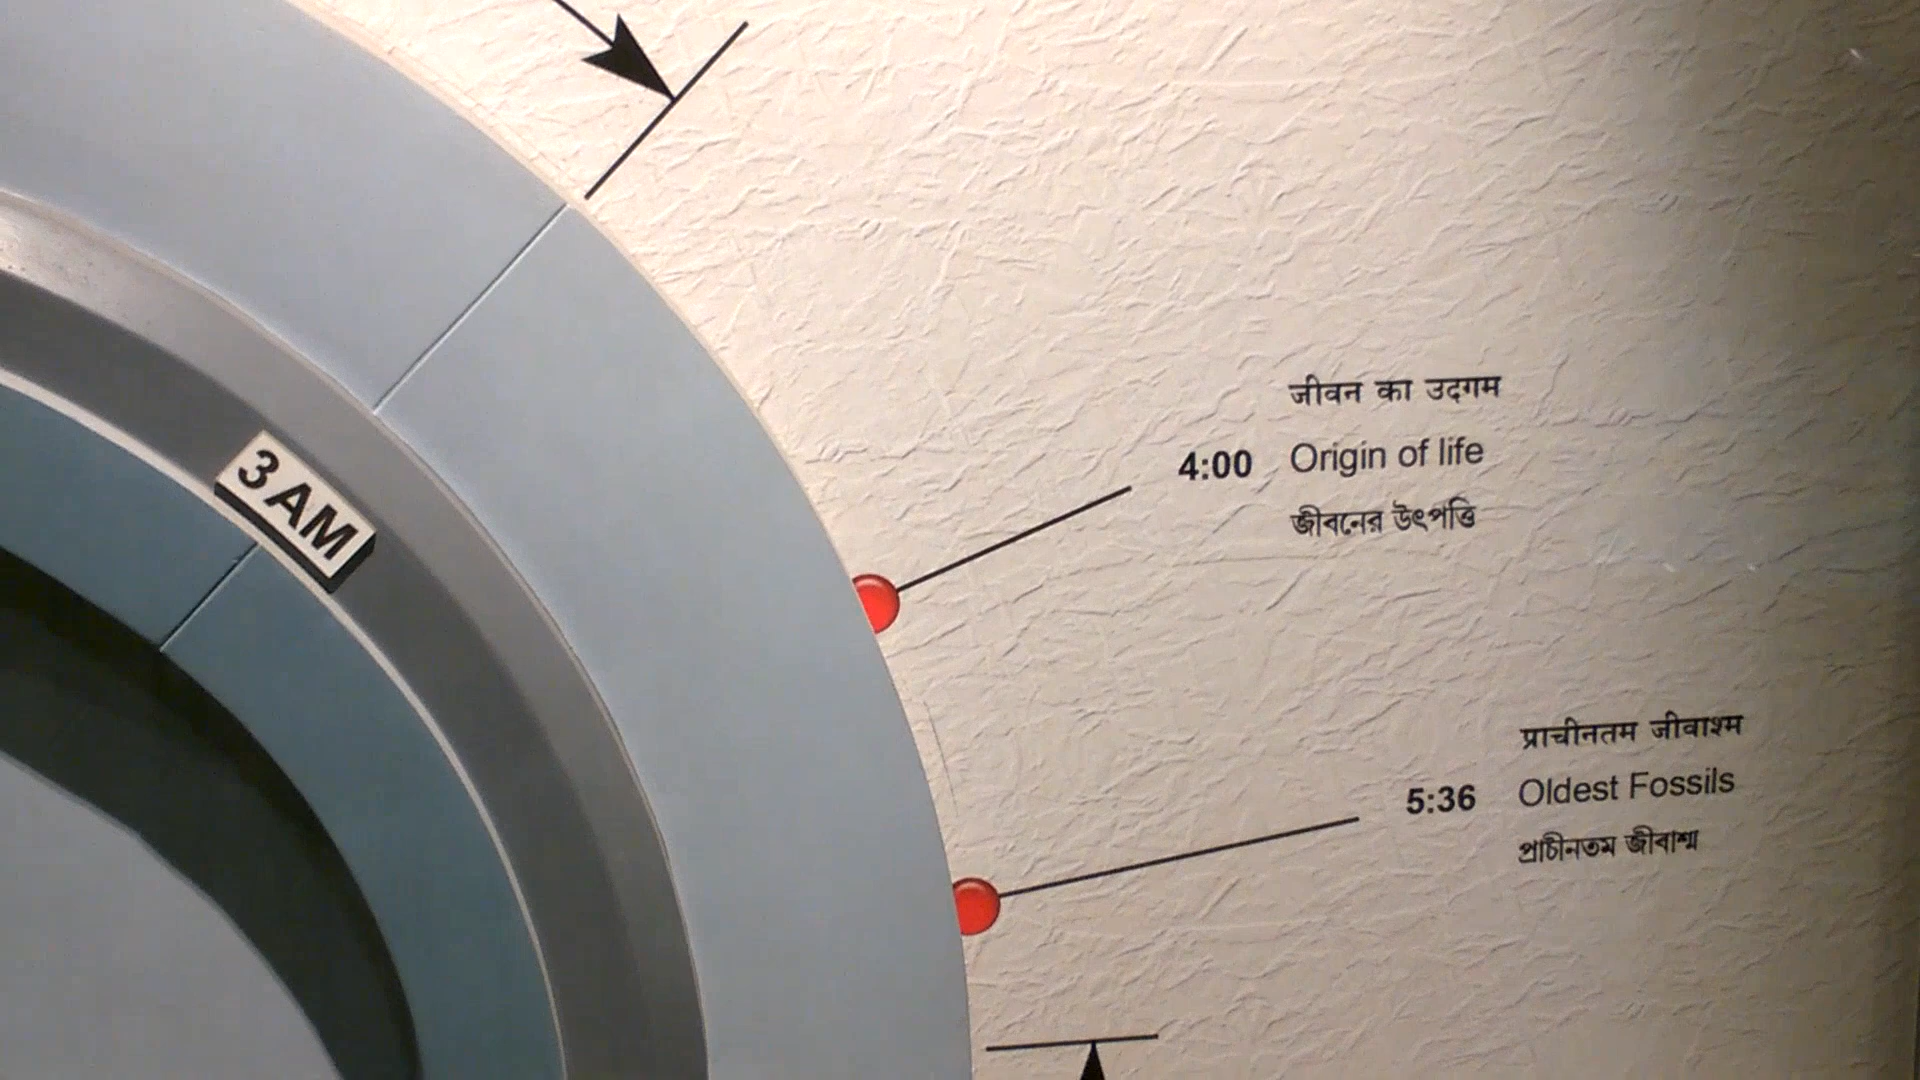 3 AM
जीवन का उदगम
4:00 Origin of life
জীবনের উৎপত্তি
प्राचीनतम जीवाश्म
5:36 Oldest Fossils
প্রাচীনতম জীবাশ্ম